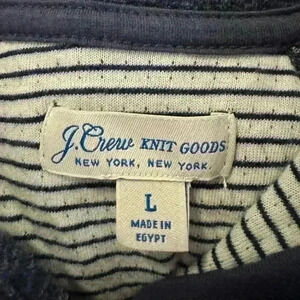 J.Crew KNIT GOODS
NEW YORK, NEW YORK.
L
MADE IN
EGYPT